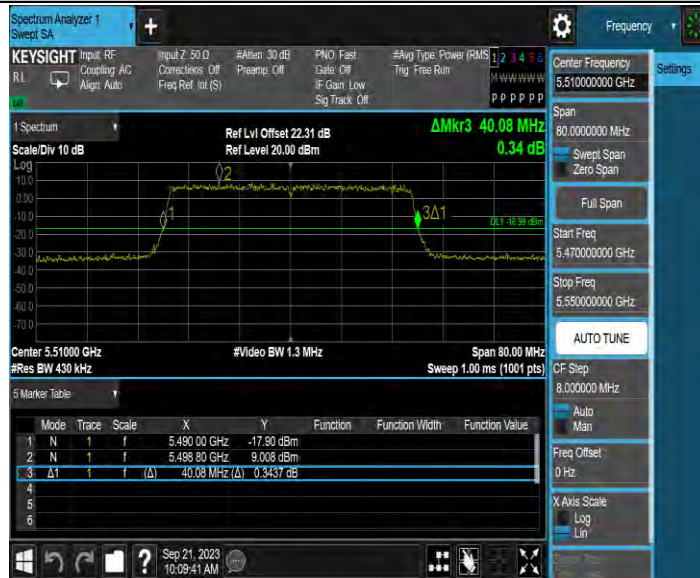 Spectrum Analyzer 1
Swept SA
+
Frequency
KEYSIGHT Input: RF Input Z: 50 Ω #Atten: 30 dB PNO: Fast #Avg Type: Power (RMS 1 2 3 4 5 6
RL Coupling: AC Corrections: Off Preamp: Off Gate: Off Trig: Free Run M W W W W W
Align: Auto Freq Ref: Int (S) IF Gain: Low
Sig Track: Off P P P P P P
1 Spectrum Ref Lvl Offset 22.31 dB ΔMkr3 40.08 MHz
Scale/Div 10 dB Ref Level 20.00 dBm 0.34 dB
Log
10.0
0.00
-10.0
-20.0
-30.0
-40.0
-50.0
-60.0
-70.0
2
1
3Δ1
Center 5.51000 GHz #Video BW 1.3 MHz Span 80.00 MHz
#Res BW 430 kHz Sweep 1.00 ms (1001 pts)
5 Marker Table
Mode Trace Scale X Y Function Function Width Function Value
1 N 1 f 5.490 00 GHz -17.90 dBm
2 N 1 f 5.498 80 GHz 9.008 dBm
3 Δ1 1 f (Δ) 40.08 MHz (Δ) 0.3437 dB
4
5
6
Sep 21, 2023
10:09:41 AM
?
Center Frequency
5.510000000 GHz
Settings
Span
80.0000000 MHz
Swept Span
Zero Span
Full Span
Start Freq
5.470000000 GHz
Stop Freq
5.550000000 GHz
AUTO TUNE
CF Step
8.000000 MHz
Auto
Man
Freq Offset
0 Hz
X Axis Scale
Log
Lin